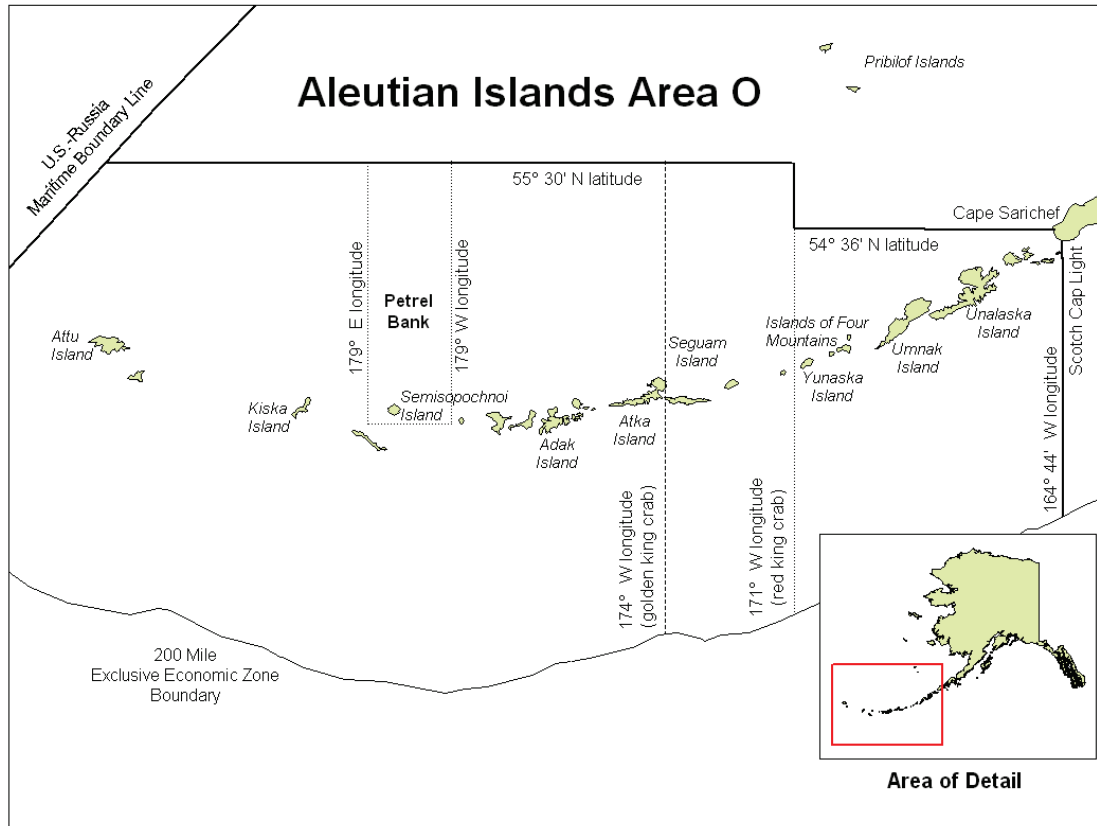 Aleutian Islands Area O
Pribilof Islands
U.S.-Russia
Maritime Boundary Line
55° 30' N latitude
Cape Sarichef
54° 36' N latitude
179° E longitude
Petrel
Bank
179° W longitude
Scotch Cap Light
Attu
Island
Kiska
Island
Semisopochnoi
Island
Adak
Island
Atka
Island
Seguam
Island
Islands of Four
Mountains
Yunaska
Island
Umnak
Island
Unalaska
Island
164° 44' W longitude
174° W longitude
(golden king crab)
171° W longitude
(red king crab)
200 Mile
Exclusive Economic Zone
Boundary
Area of Detail